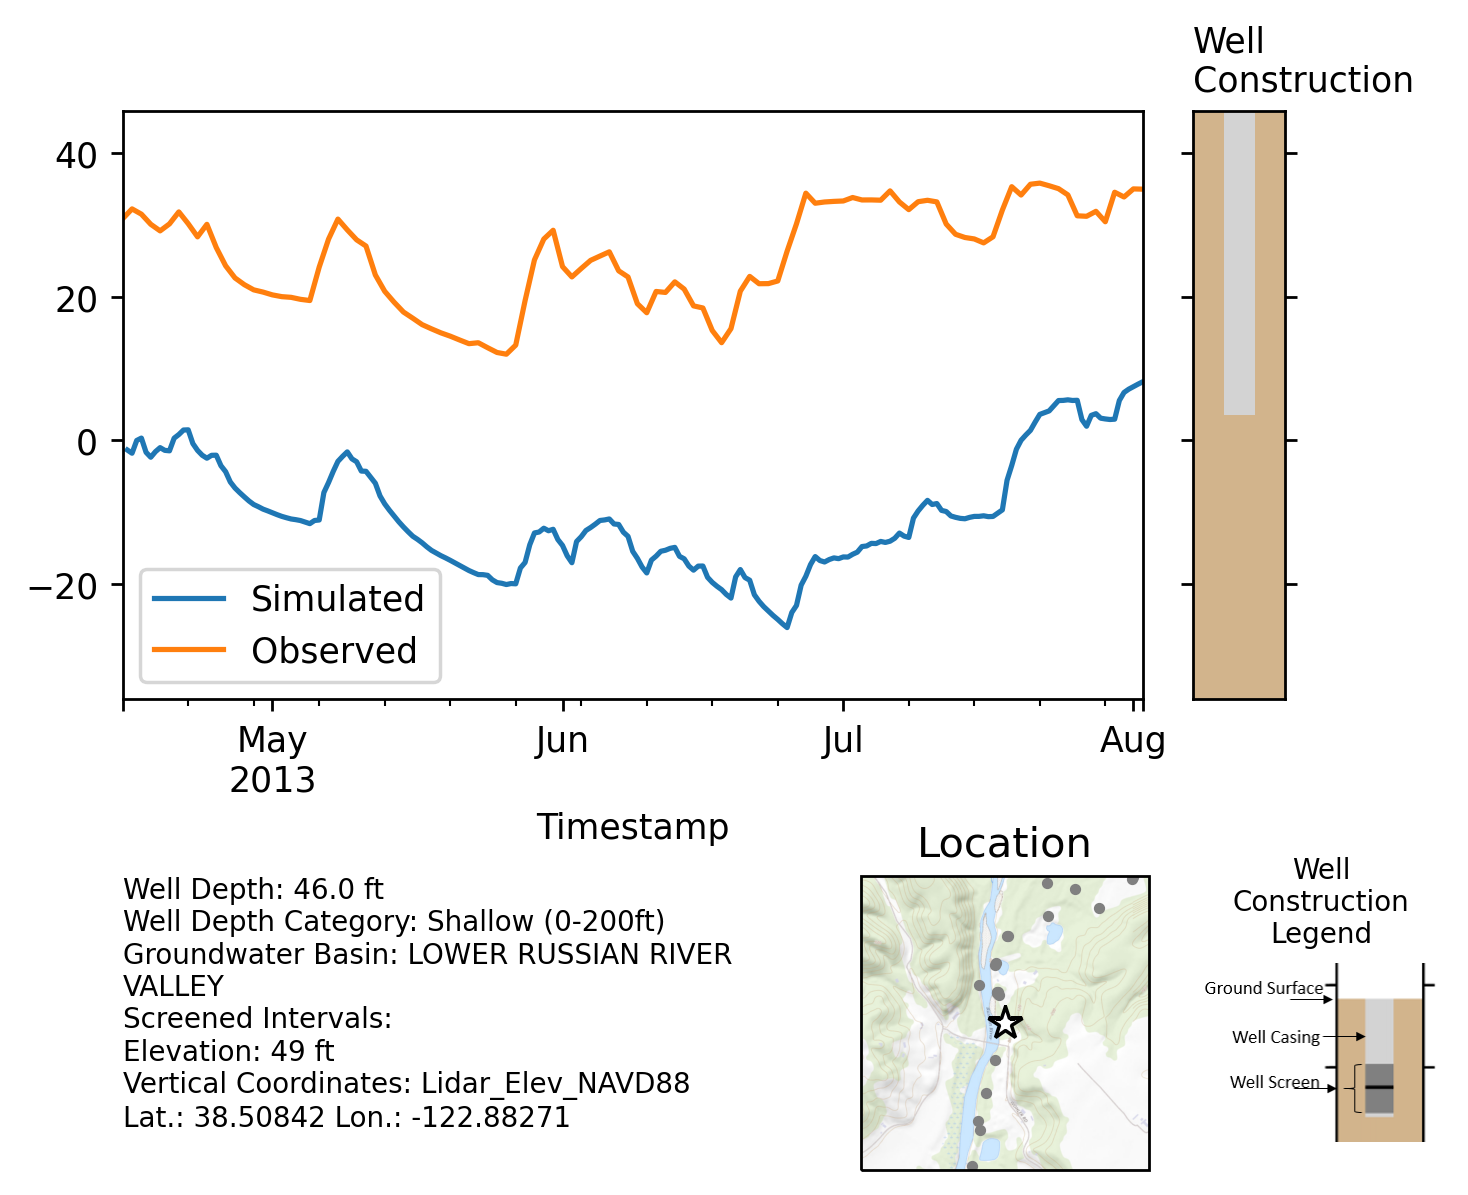 Well
Construction
40
20
0
−20
Simulated
Observed
May
2013
Jun
Jul
Aug
Timestamp
Well Depth: 46.0 ft
Well Depth Category: Shallow (0-200ft)
Groundwater Basin: LOWER RUSSIAN RIVER
VALLEY
Screened Intervals:
Elevation: 49 ft
Vertical Coordinates: Lidar_Elev_NAVD88
Lat.: 38.50842 Lon.: -122.88271
Location
Well
Construction
Legend
Ground Surface
Well Casing
Well Screen